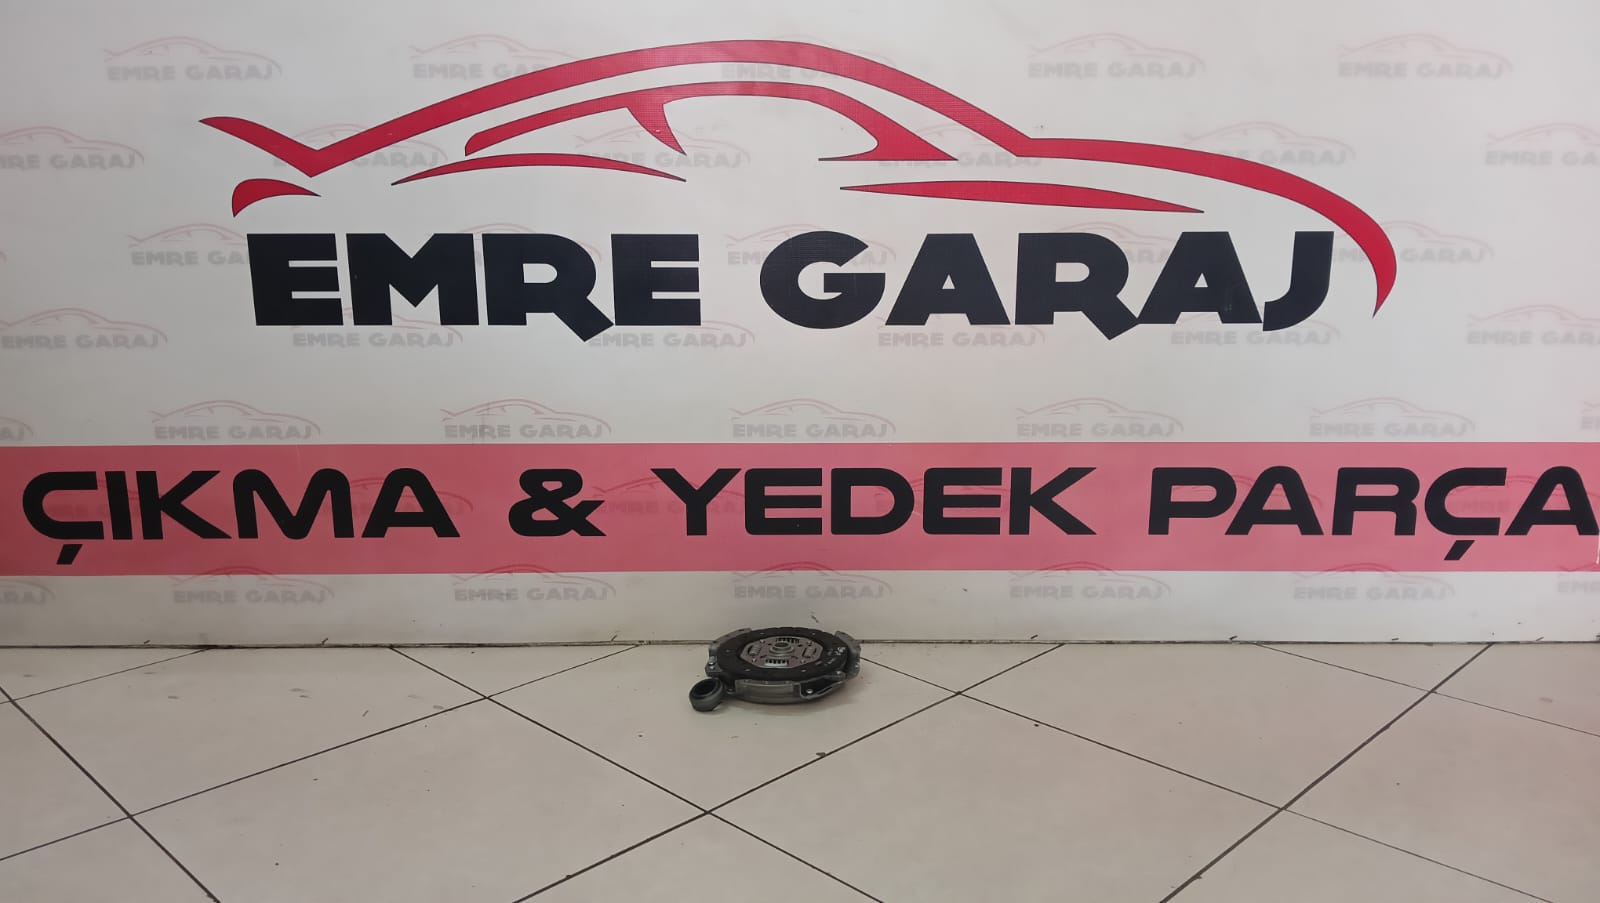 EMRE GARAJ
ÇIKMA & YEDEK PARÇA